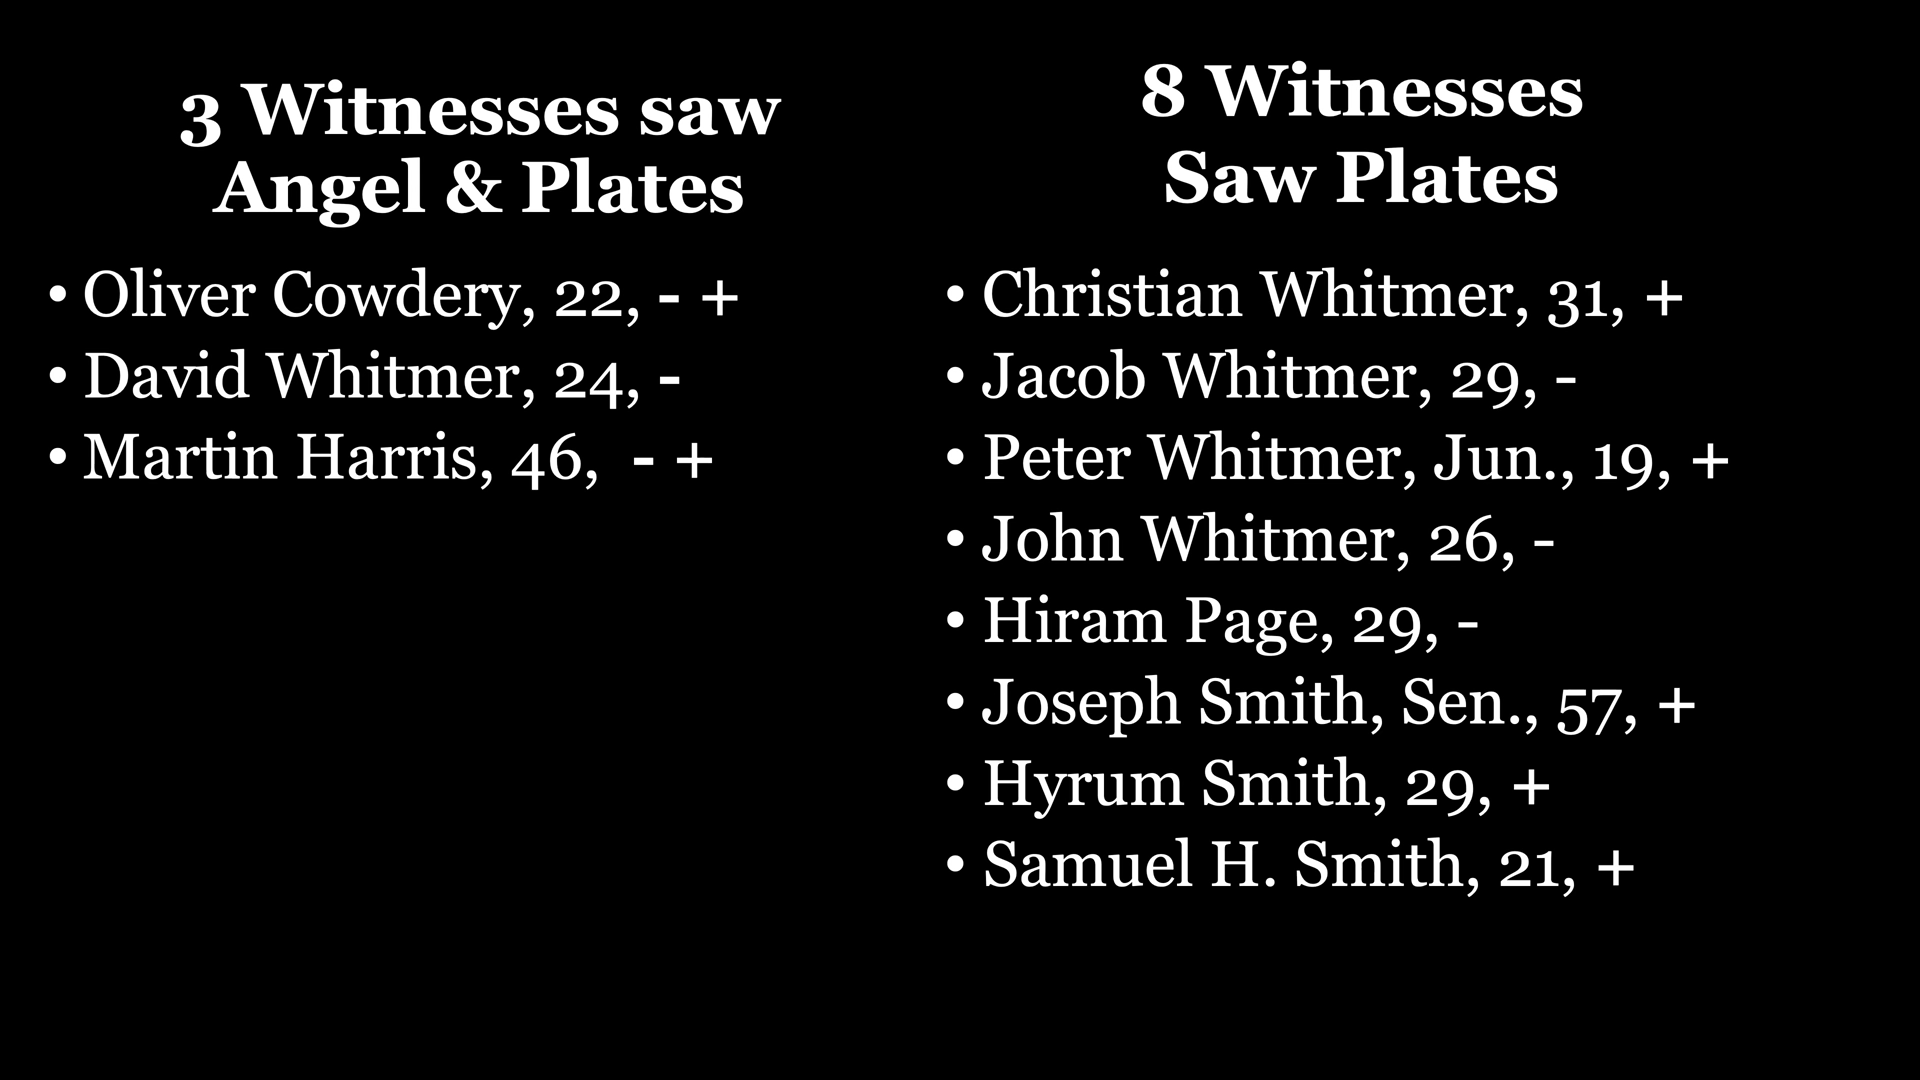 3 Witnesses saw
Angel & Plates
• Oliver Cowdery, 22, - +
• David Whitmer, 24, -
• Martin Harris, 46,  - +
8 Witnesses
Saw Plates
• Christian Whitmer, 31, +
• Jacob Whitmer, 29, -
• Peter Whitmer, Jun., 19, +
• John Whitmer, 26, -
• Hiram Page, 29, -
• Joseph Smith, Sen., 57, +
• Hyrum Smith, 29, +
• Samuel H. Smith, 21, +